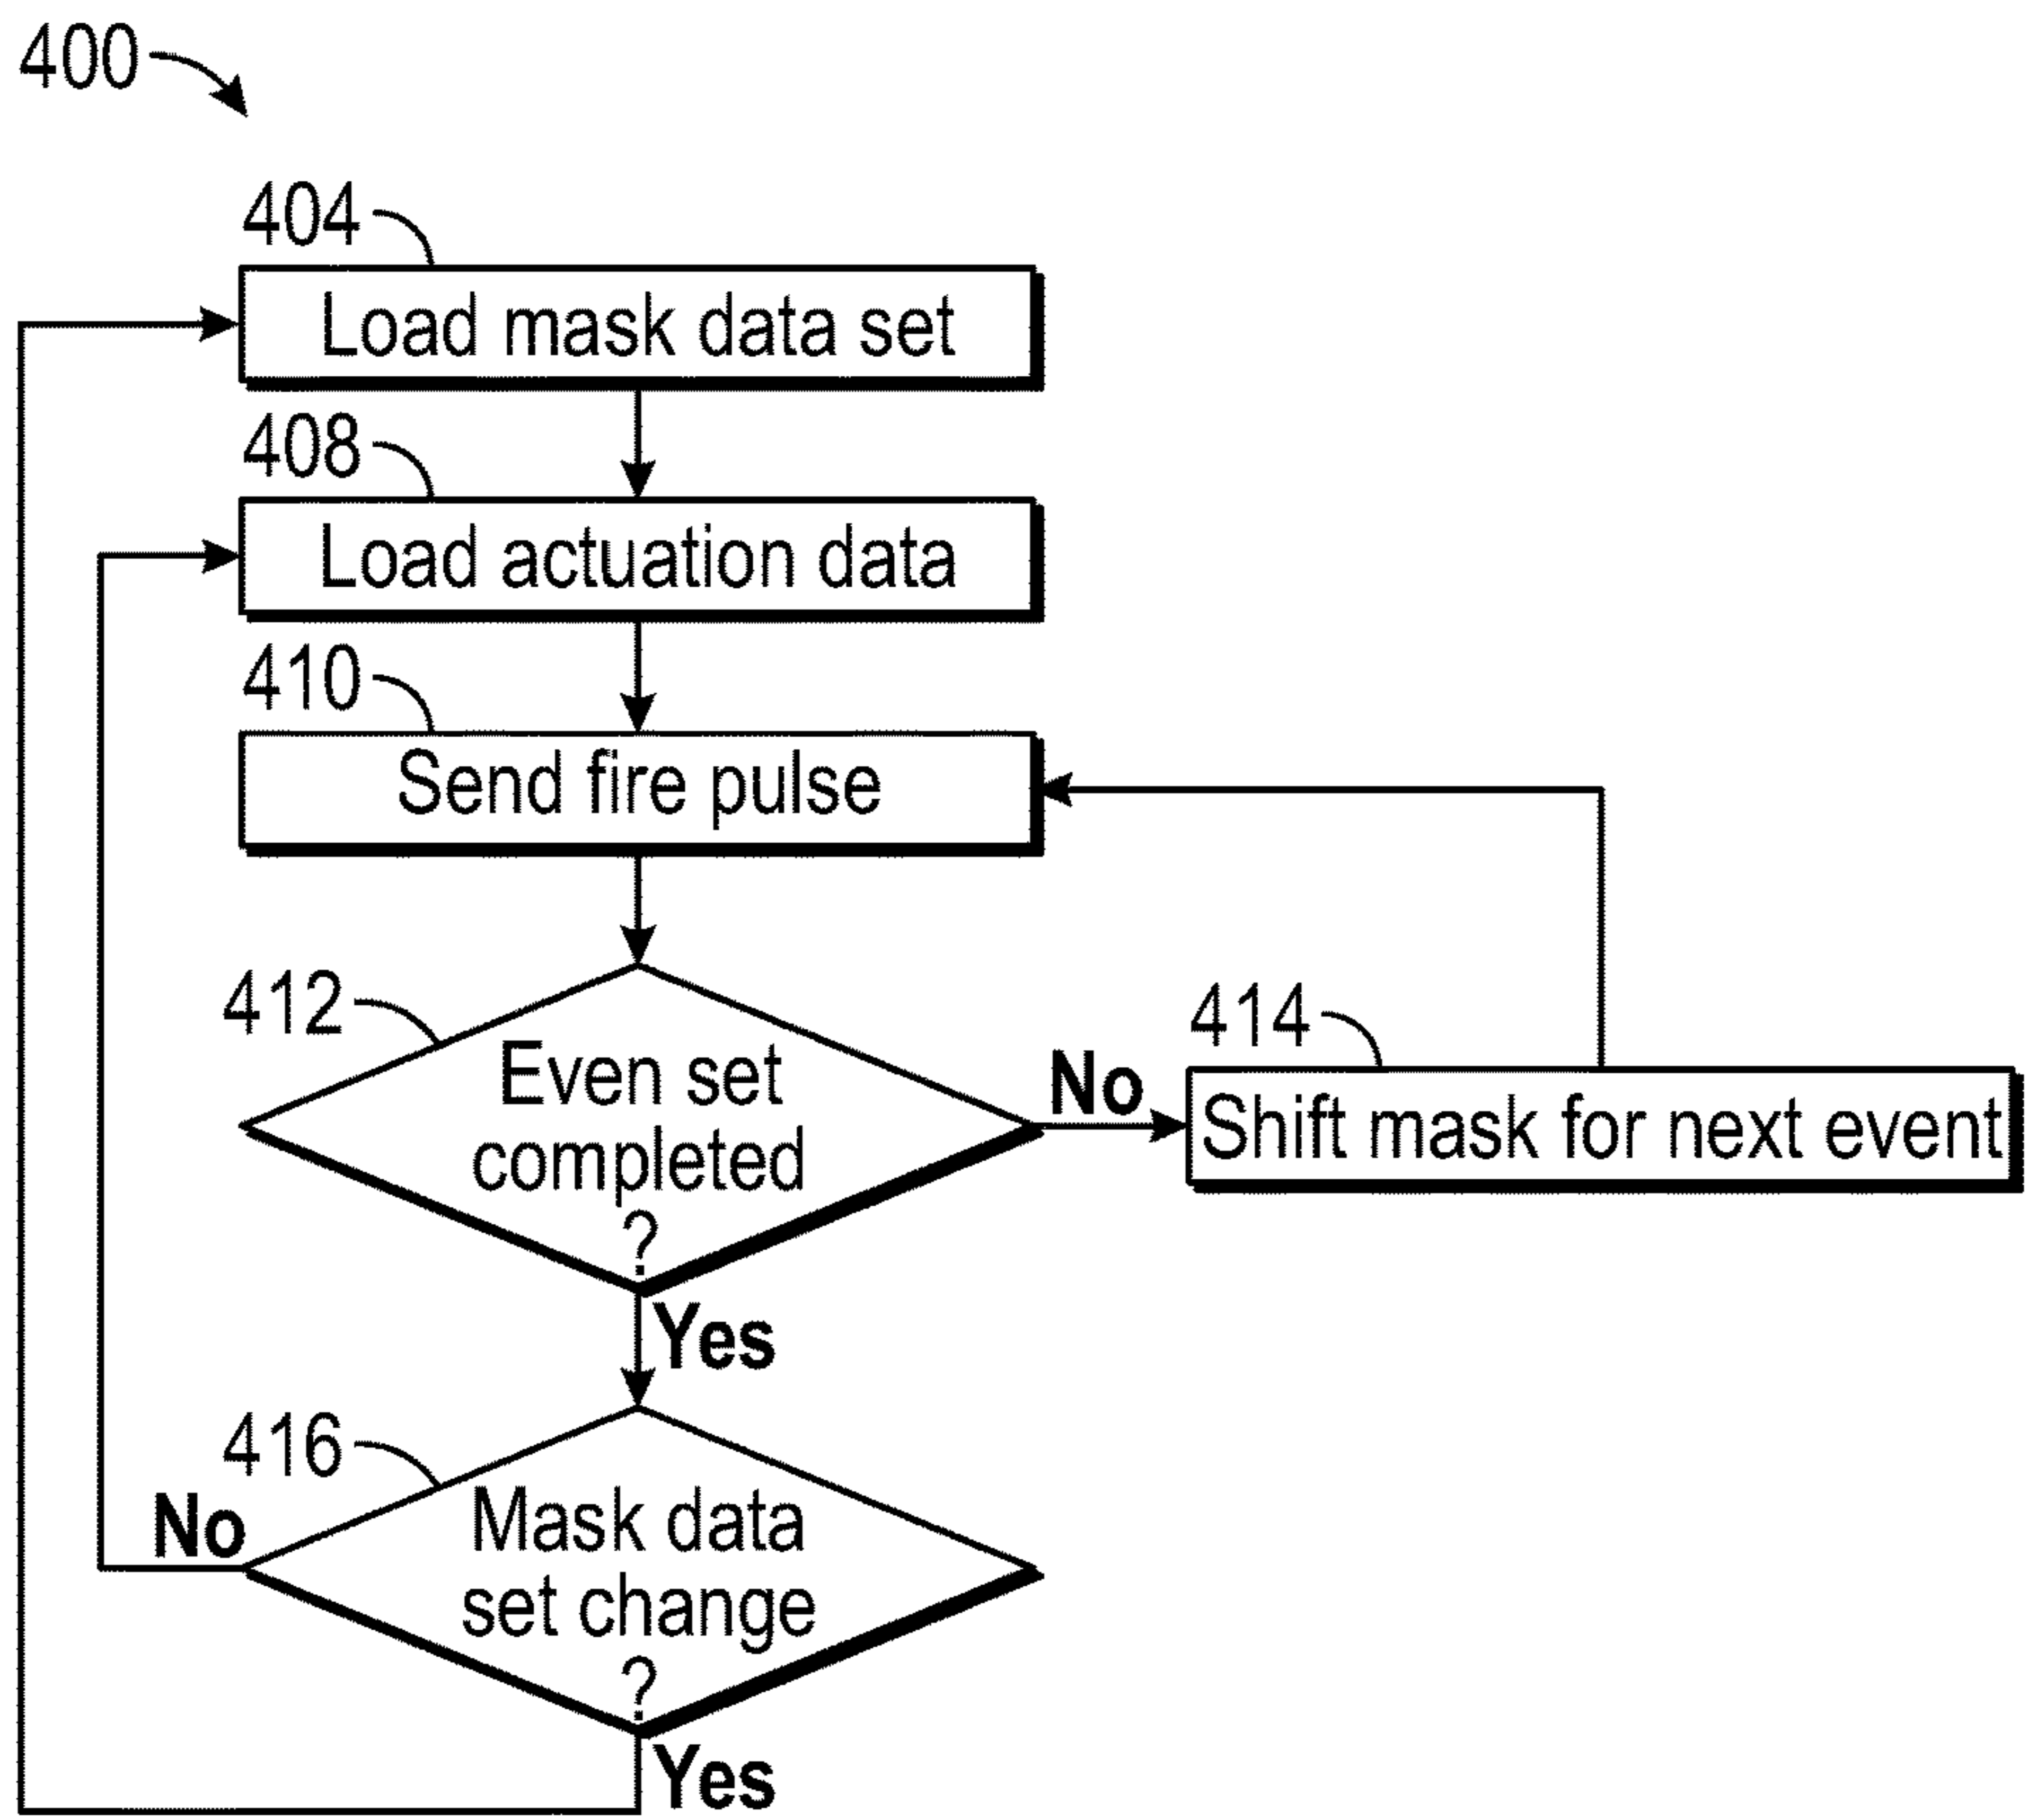 400
404
Load mask data set
408
Load actuation data
410
Send fire pulse
412
Even set
completed
?
No
414
Shift mask for next event
Yes
416
No
Mask data
set change
?
Yes